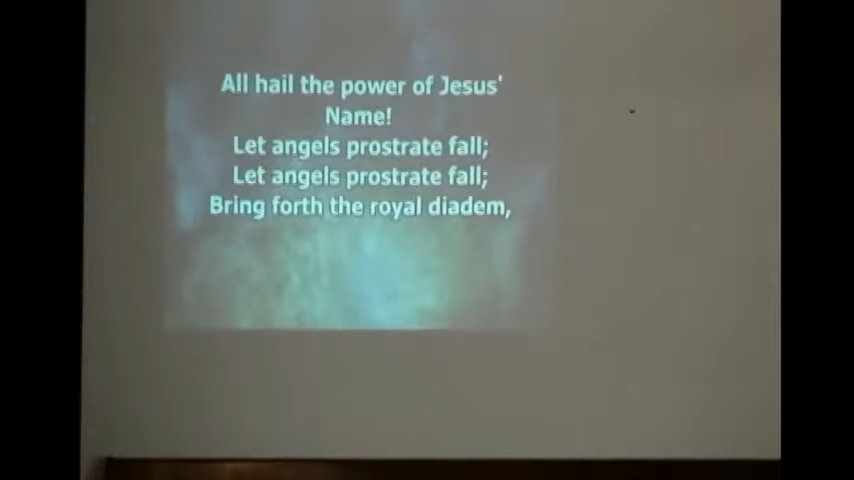 All hail the power of Jesus'
Name!
Let angels prostrate fall;
Let angels prostrate fall;
Bring forth the royal diadem,